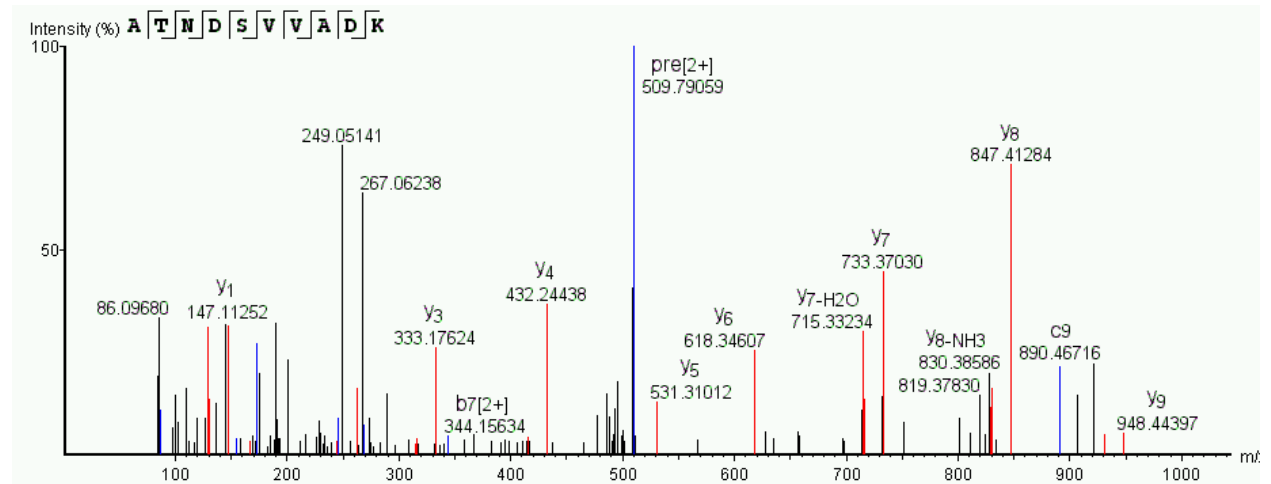 Intensity (%) A T N D S V V A D K
100
pre[2+]
509.79059
249.05141
y8
847.41284
267.06238
50
y7
733.37030
y4
432.24438
86.09680
y1
147.11252
y3
333.17624
y7-H2O
715.33234
y6
618.34607
y8-NH3
830.38586
819.37830
c9
890.46716
y5
531.31012
b7[2+]
344.15634
y9
948.44397
100 200 300 400 500 600 700 800 900 1000
m/